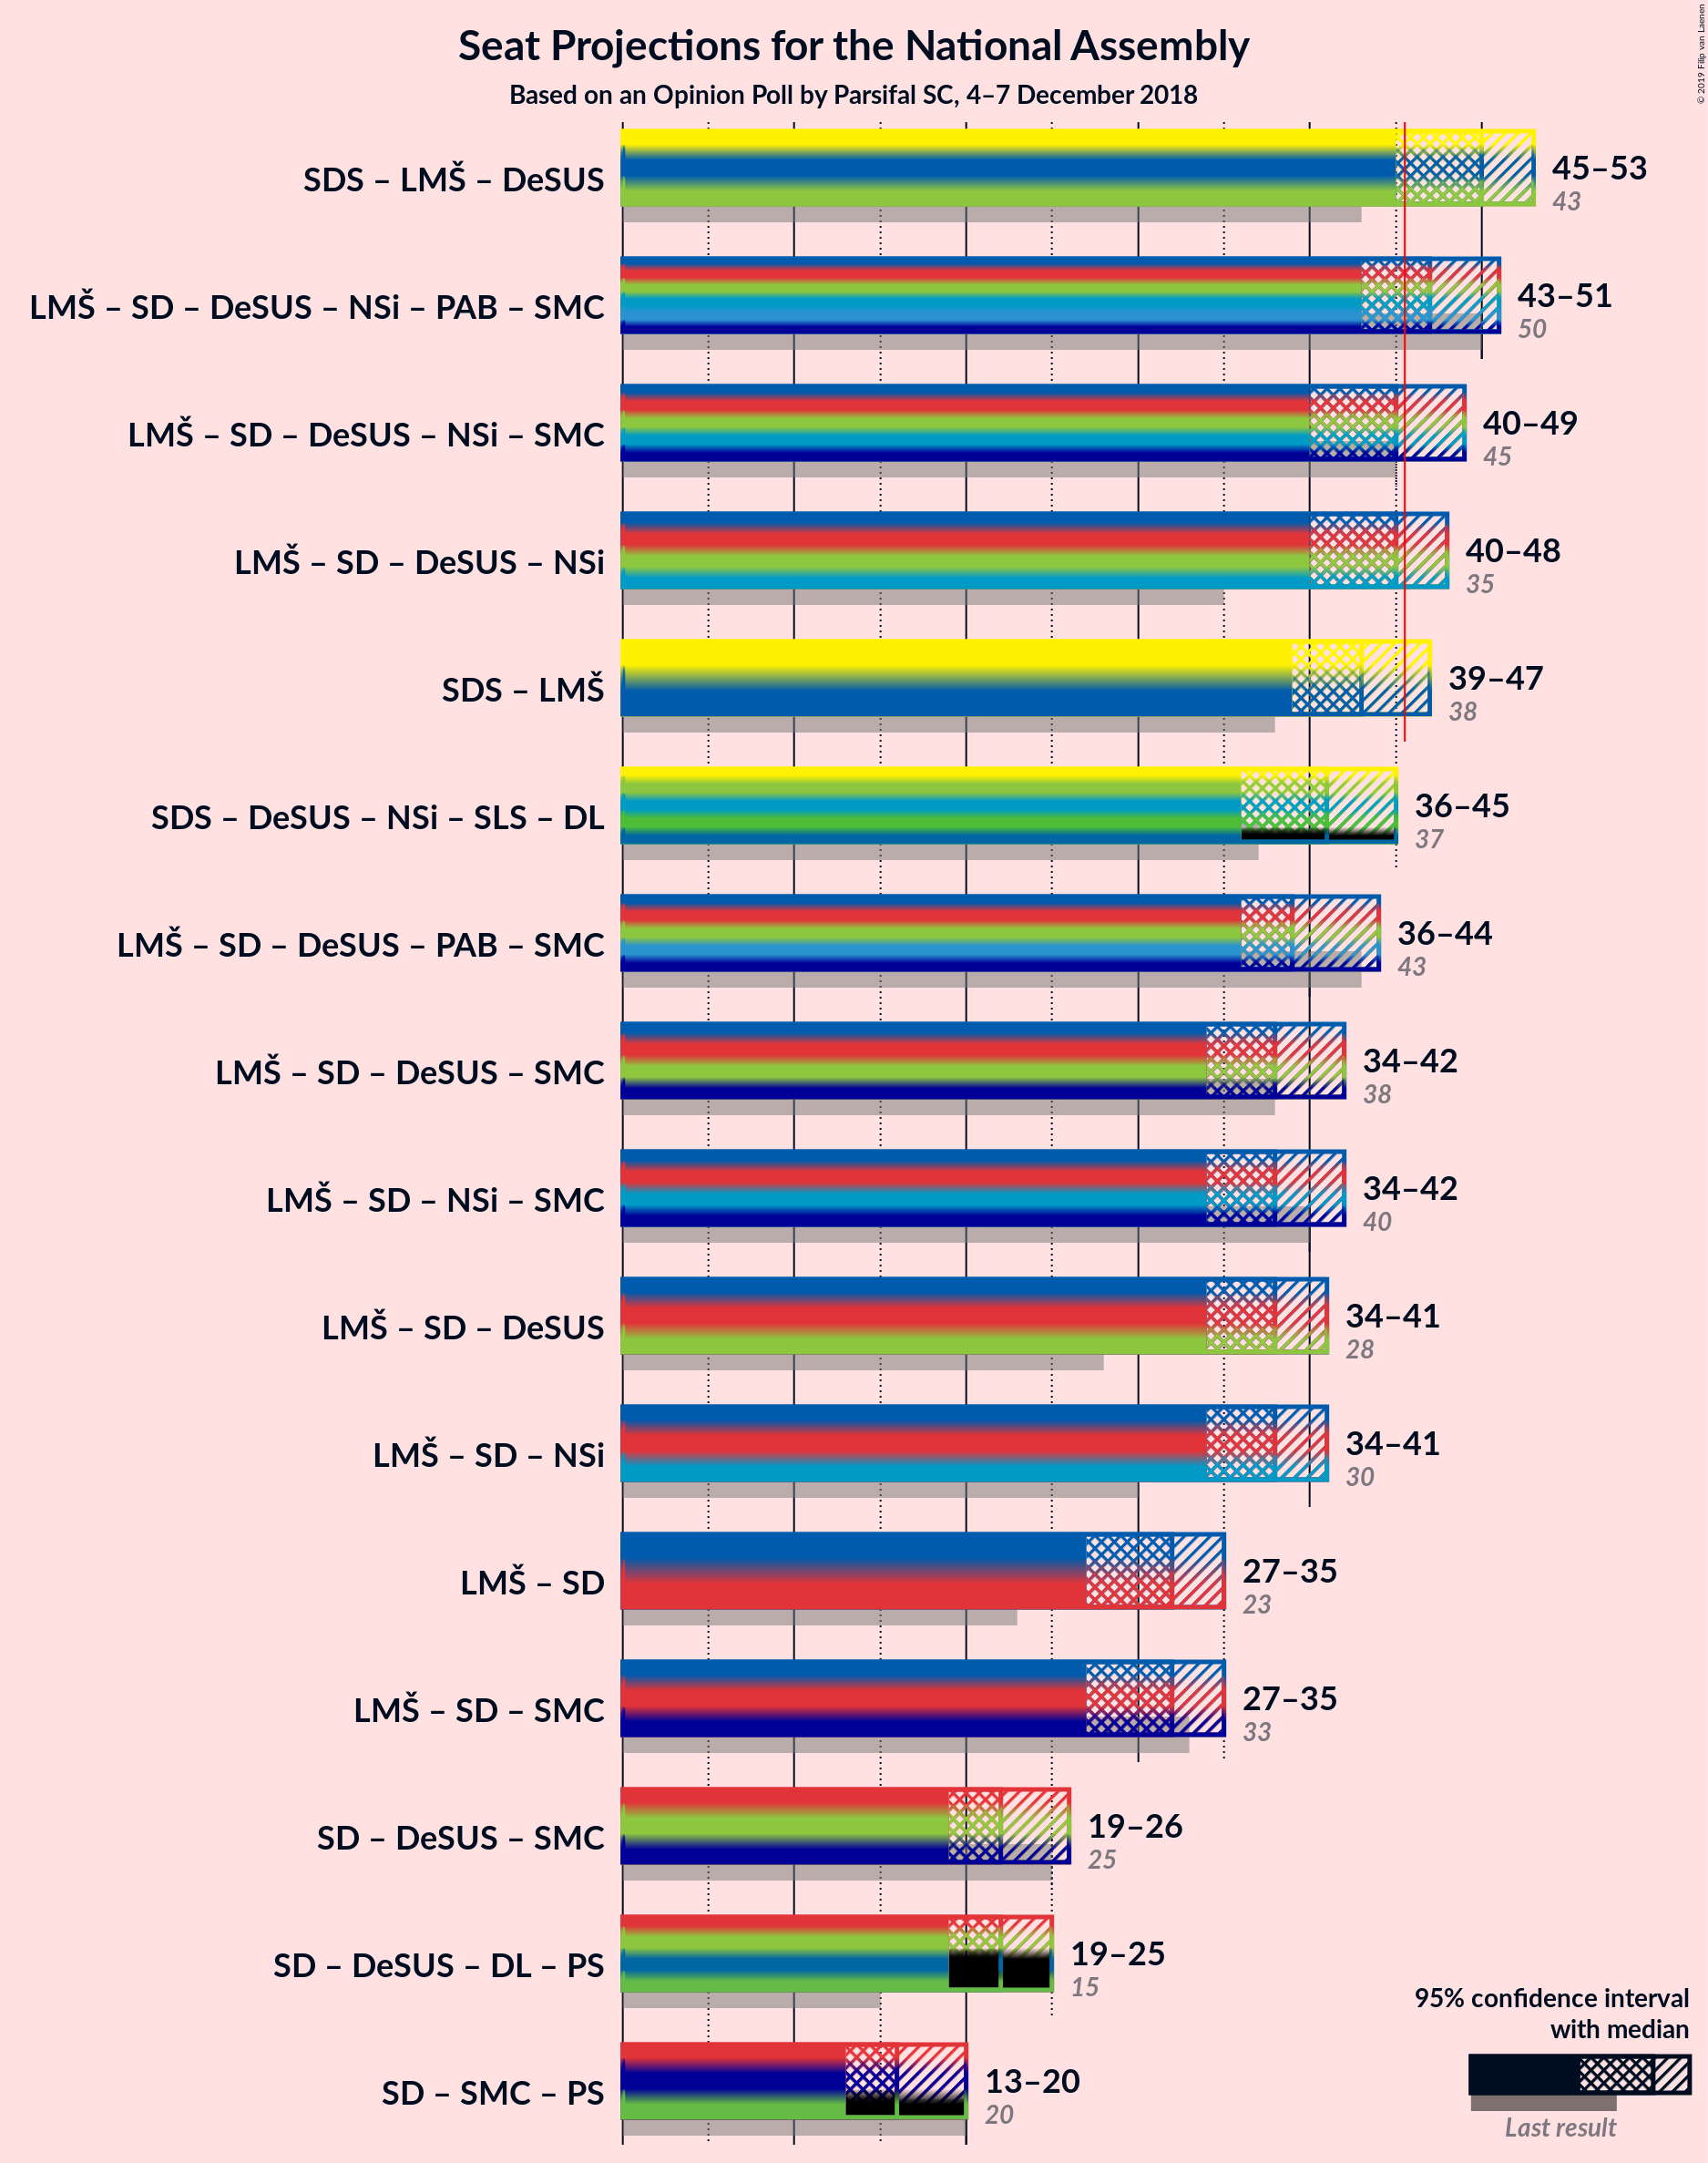 Seat Projections for the National Assembly
Based on an Opinion Poll by Parsifal SC, 4–7 December 2018
© 2019 Filip van Laenen
SDS – LMŠ – DeSUS
45–53
43
LMŠ – SD – DeSUS – NSi – PAB – SMC
43–51
50
LMŠ – SD – DeSUS – NSi – SMC
40–49
45
LMŠ – SD – DeSUS – NSi
40–48
35
SDS – LMŠ
39–47
38
SDS – DeSUS – NSi – SLS – DL
36–45
37
LMŠ – SD – DeSUS – PAB – SMC
36–44
43
LMŠ – SD – DeSUS – SMC
34–42
38
LMŠ – SD – NSi – SMC
34–42
40
LMŠ – SD – DeSUS
34–41
28
LMŠ – SD – NSi
34–41
30
LMŠ – SD
27–35
23
LMŠ – SD – SMC
27–35
33
SD – DeSUS – SMC
19–26
25
SD – DeSUS – DL – PS
19–25
15
SD – SMC – PS
13–20
20
95% confidence interval
with median
Last result